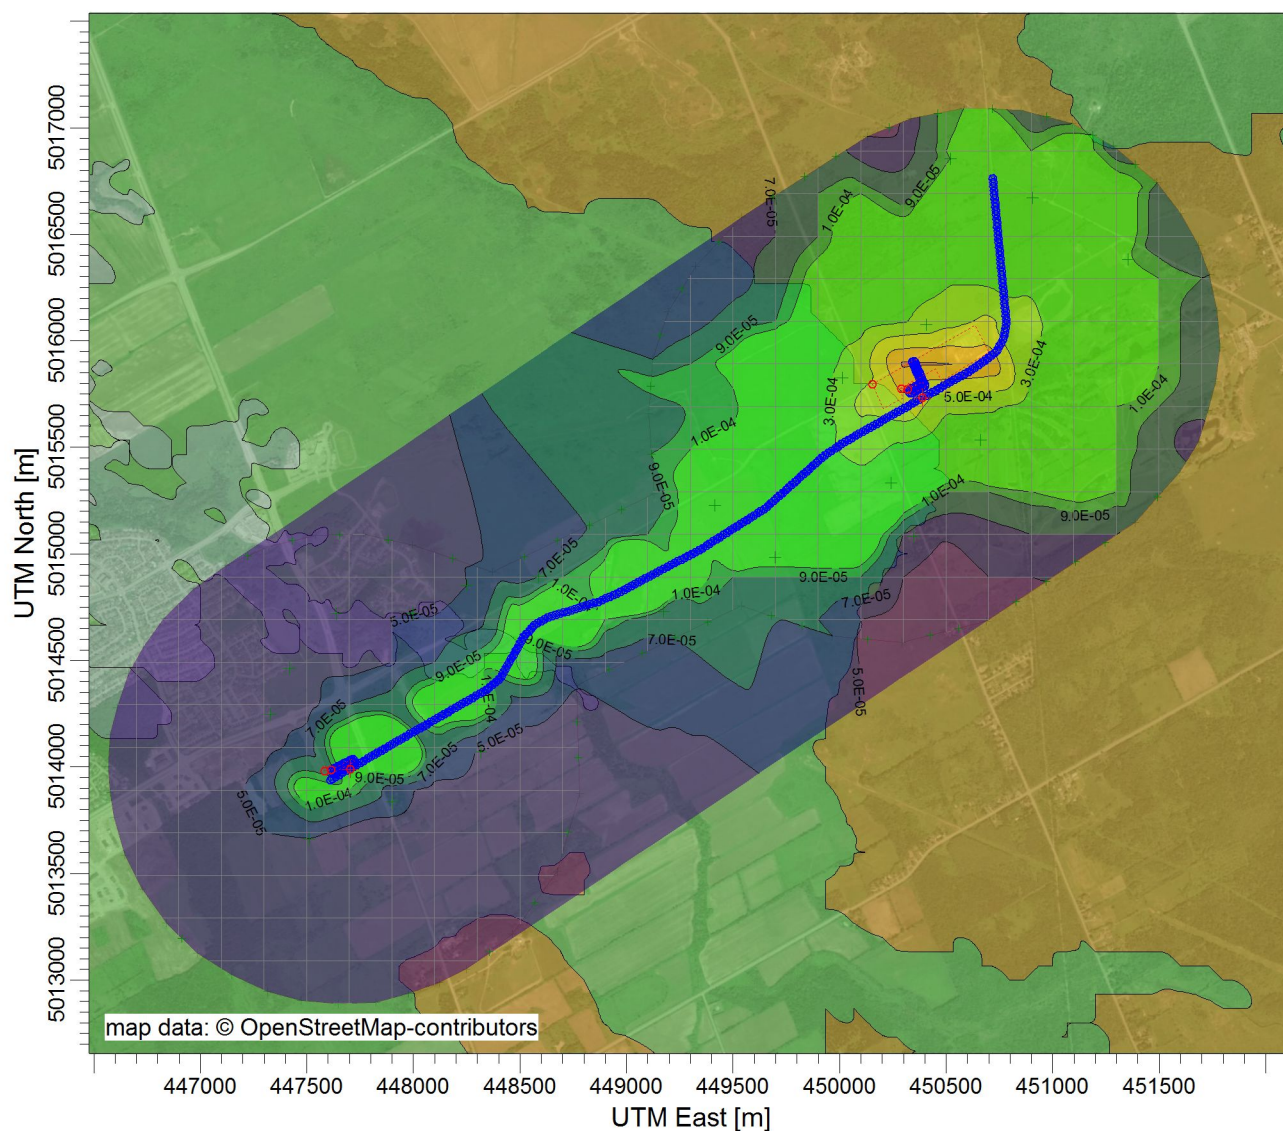 5017000
5016500
5016000
5015500
5015000
5014500
5014000
5013500
5013000
UTM North [m]
7.0E-05
9.0E-05
1.0E-04
9.0E-05
3.0E-04
3.0E-04
5.0E-04
1.0E-04
1.0E-04
9.0E-05
1.0E-04
9.0E-05
7.0E-05
9.0E-05
1.0E-04
7.0E-05
5.0E-05
9.0E-05
7.0E-05
9.0E-05
5.0E-05
7.0E-05
5.0E-05
7.0E-05
9.0E-05
1.0E-04
5.0E-05
map data: © OpenStreetMap-contributors
447000 447500 448000 448500 449000 449500 450000 450500 451000 451500
UTM East [m]